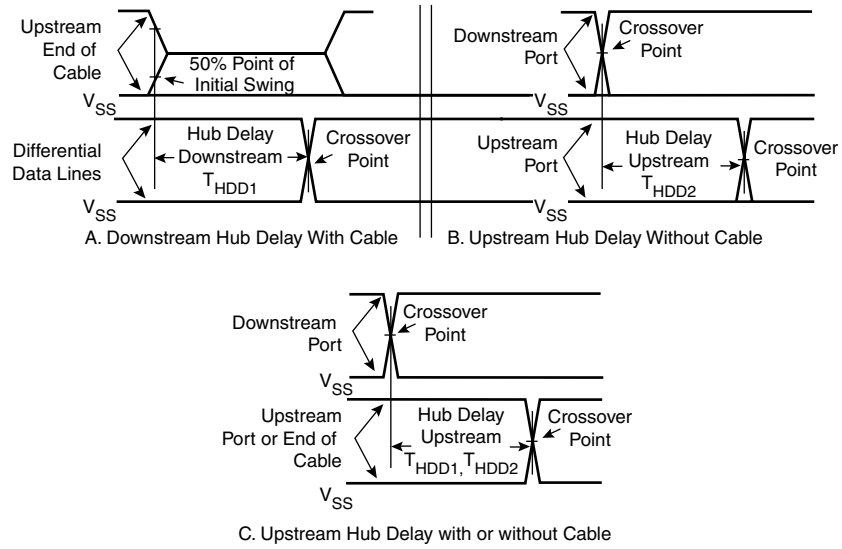 Upstream
End of
Cable
50% Point of
Initial Swing
VSS
Differential
Data Lines
Hub Delay
Downstream
THDD1
Crossover
Point
VSS
A. Downstream Hub Delay With Cable
Downstream
Port
Crossover
Point
VSS
Upstream
Port
Hub Delay
Upstream
THDD2
Crossover
Point
VSS
B. Upstream Hub Delay Without Cable
Downstream
Port
Crossover
Point
VSS
Upstream
Port or End of
Cable
Hub Delay
Upstream
THDD1, THDD2
Crossover
Point
VSS
C. Upstream Hub Delay with or without Cable